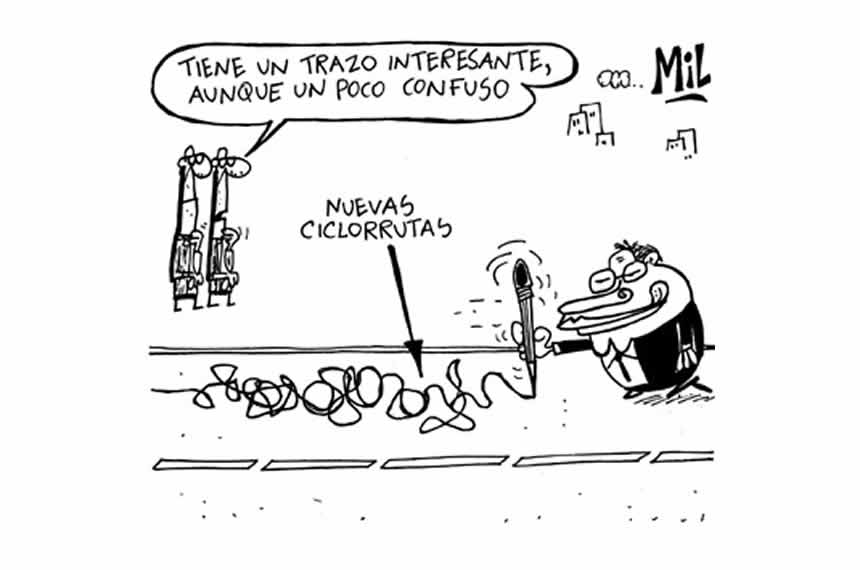 TIENE UN TRAZO INTERESANTE,
AUNQUE UN POCO CONFUSO
MiL
NUEVAS
CICLORRUTAS